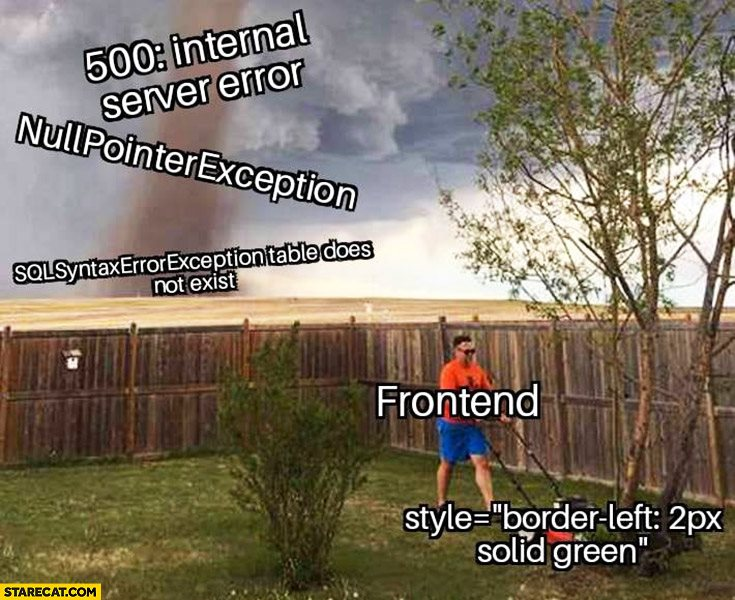 500: internal
server error
NullPointerException
SQLSyntaxErrorException table does
not exist
Frontend
style="border-left: 2px
solid green"
STARECAT.COM